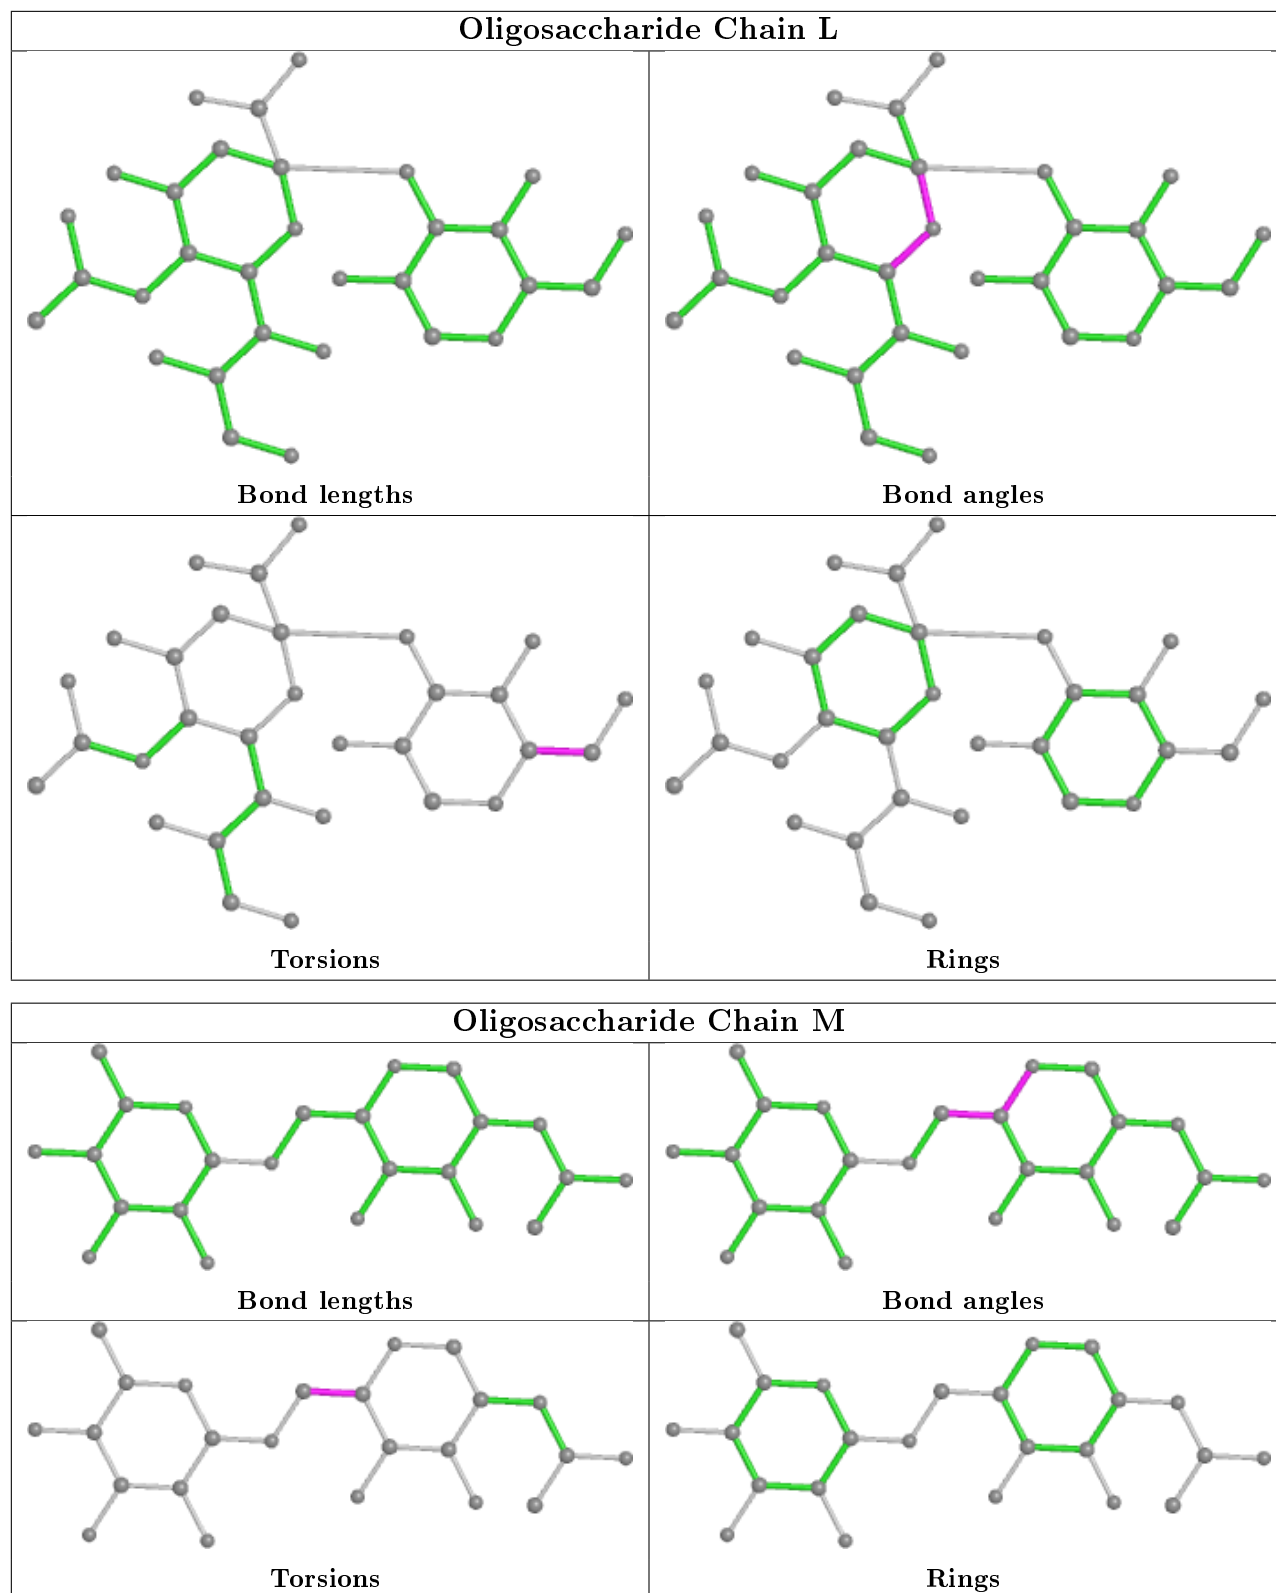 Oligosaccharide Chain L
Bond lengths
Bond angles
Torsions
Rings
Oligosaccharide Chain M
Bond lengths
Bond angles
Torsions
Rings